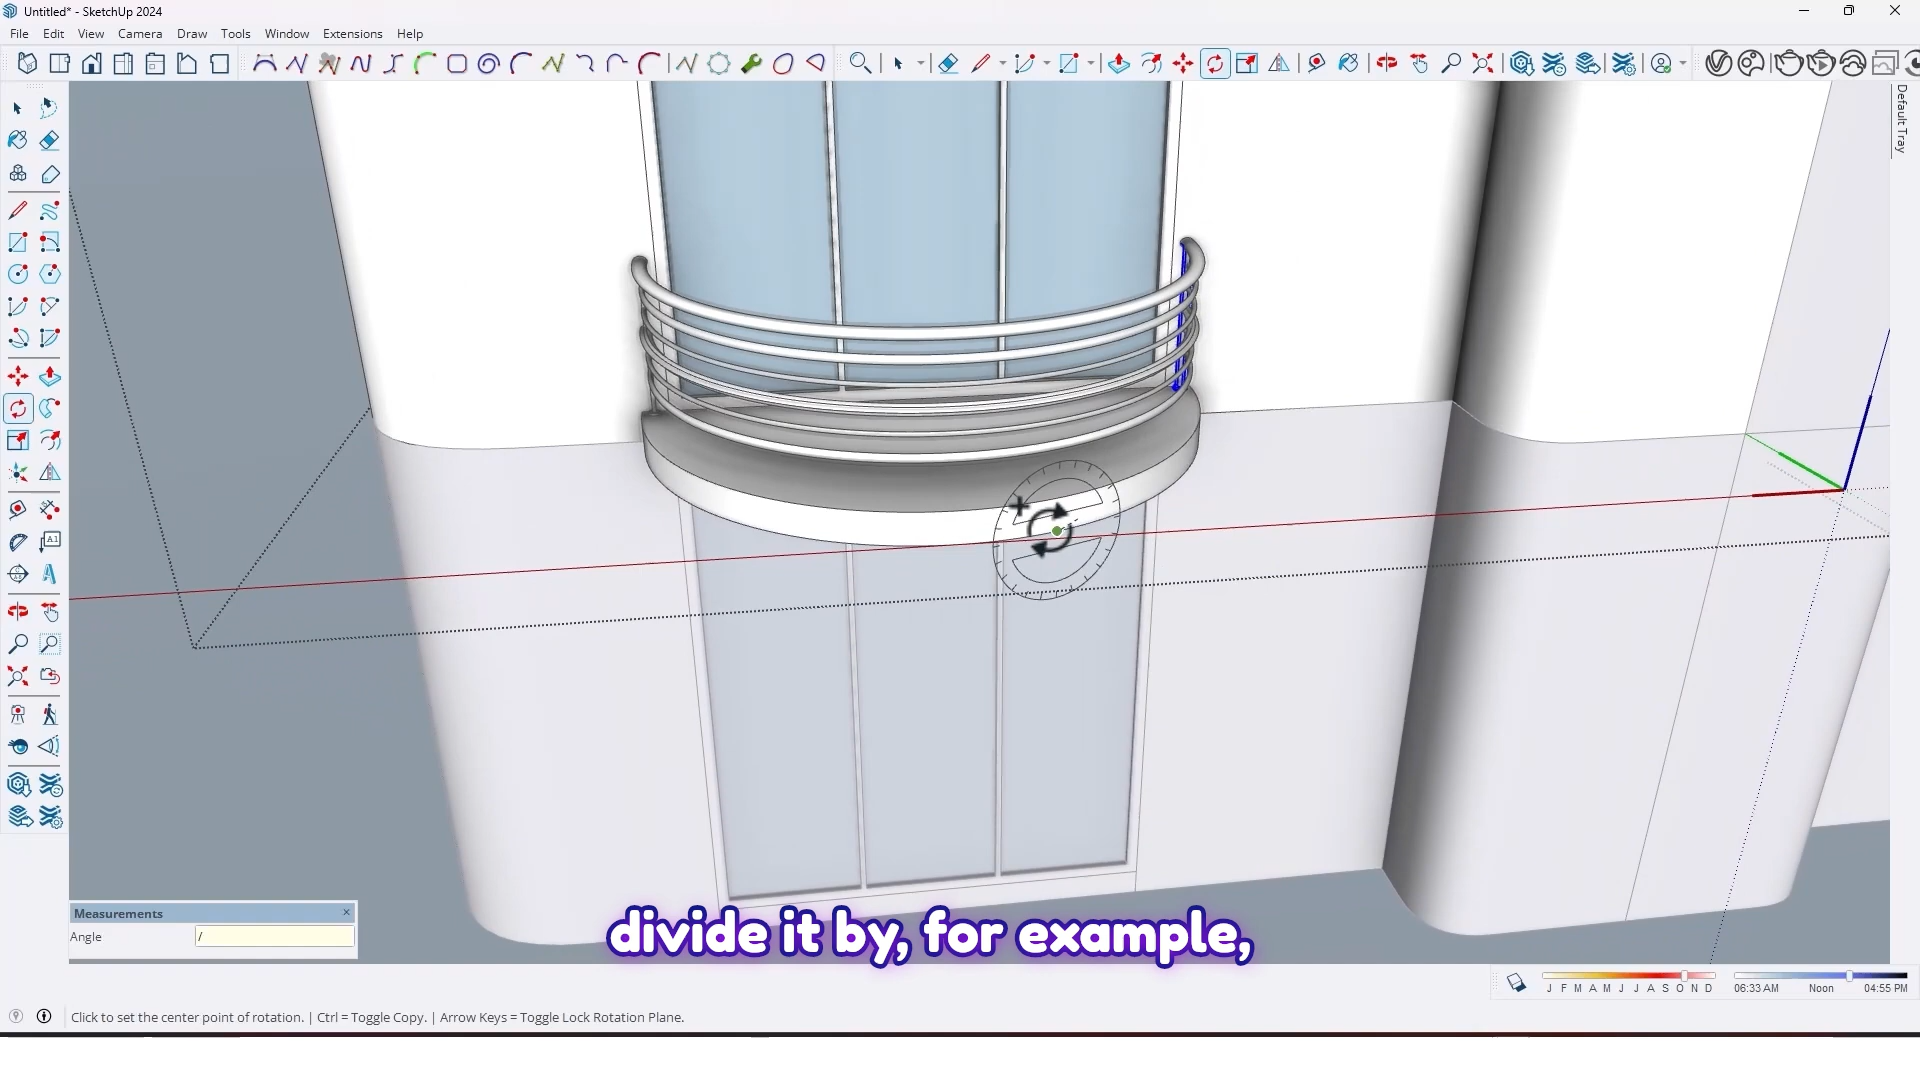 Untitled* - SketchUp 2024
File Edit View Camera Draw Tools Window Extensions Help
Default Tray
A1
A
Measurements
Angle /
divide it by, for example,
J F M A M J J A S O N D
06:33 AM Noon 04:55 PM
Click to set the center point of rotation. | Ctrl = Toggle Copy. | Arrow Keys = Toggle Lock Rotation Plane.